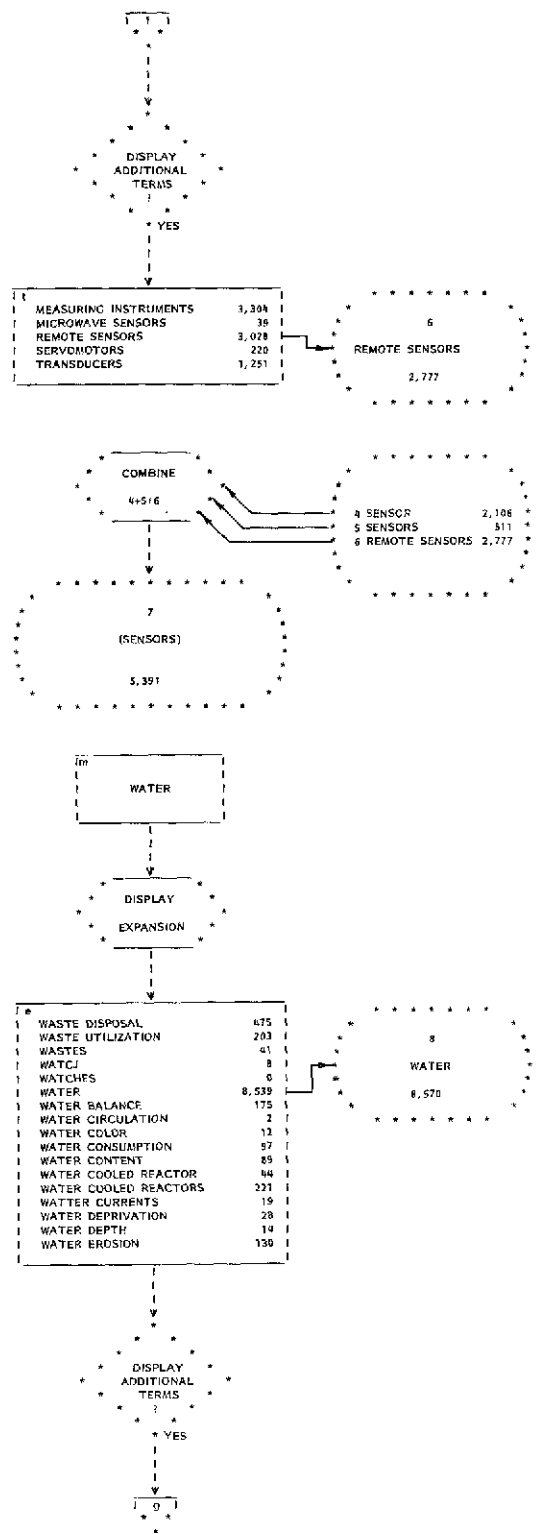 1
DISPLAY
ADDITIONAL
TERMS
?
YES
t
MEASURING INSTRUMENTS 3,304
MICROWAVE SENSORS 39
REMOTE SENSORS 3,028
SERVOMOTORS 220
TRANSDUCERS 1,251
6
REMOTE SENSORS
2,777
COMBINE
4+5+6
4 SENSOR 2,106
5 SENSORS 511
6 REMOTE SENSORS 2,777
7
(SENSORS)
5,391
m
WATER
DISPLAY
EXPANSION
e
WASTE DISPOSAL 475
WASTE UTILIZATION 203
WASTES 41
WATCJ 8
WATCHES 0
WATER 8,539
WATER BALANCE 175
WATER CIRCULATION 2
WATER COLOR 12
WATER CONSUMPTION 57
WATER CONTENT 89
WATER COOLED REACTOR 44
WATER COOLED REACTORS 221
WATTER CURRENTS 19
WATER DEPRIVATION 28
WATER DEPTH 14
WATER EROSION 130
8
WATER
8,570
DISPLAY
ADDITIONAL
TERMS
?
YES
9